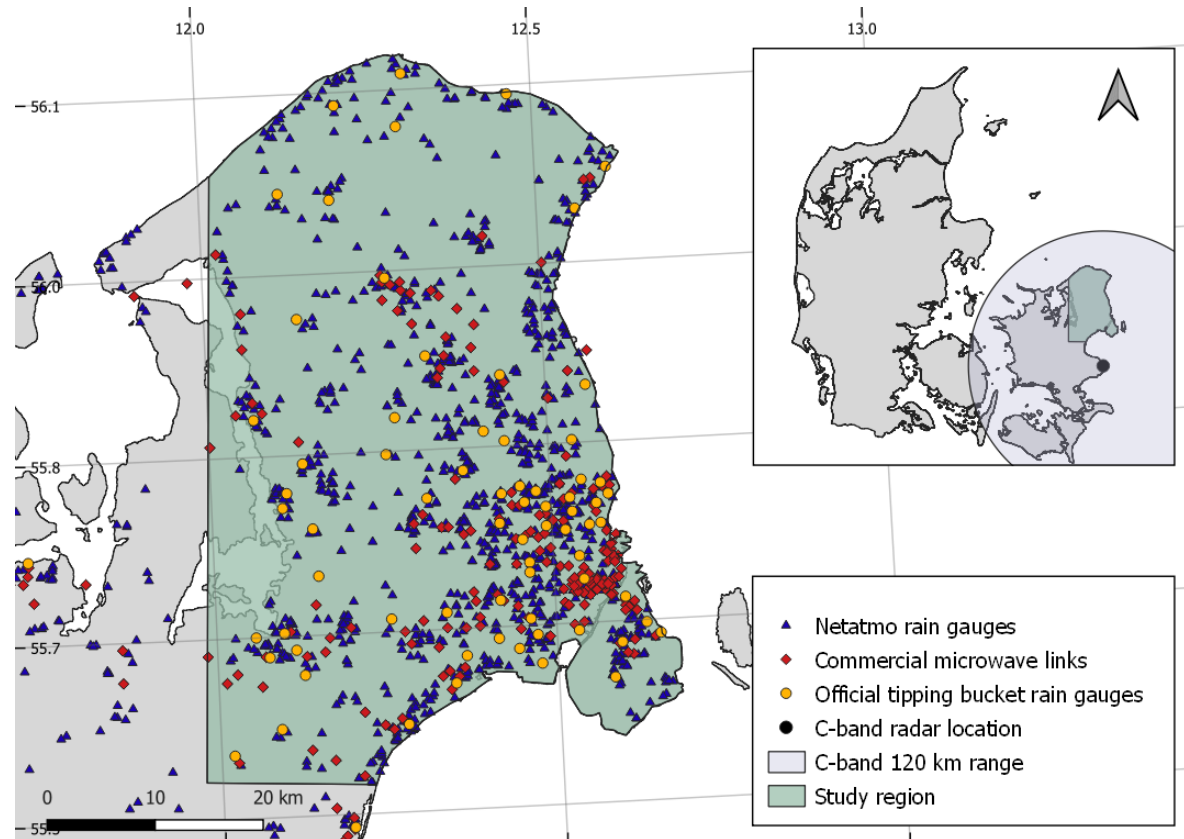 12.0 12.5 13.0
56.1
56.0
55.8
55.7
0 10 20 km
Netatmo rain gauges
Commercial microwave links
Official tipping bucket rain gauges
C-band radar location
C-band 120 km range
Study region